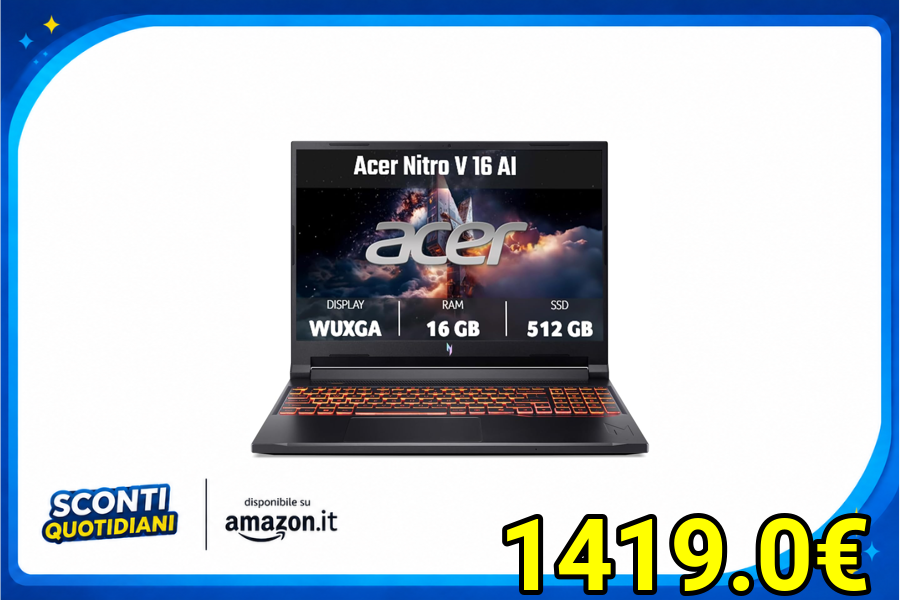 Acer Nitro V 16 AI
acer
DISPLAY RAM SSD
WUXGA 16 GB 512 GB
SCONTI
QUOTIDIANI
disponibile su
amazon.it
1419.0€